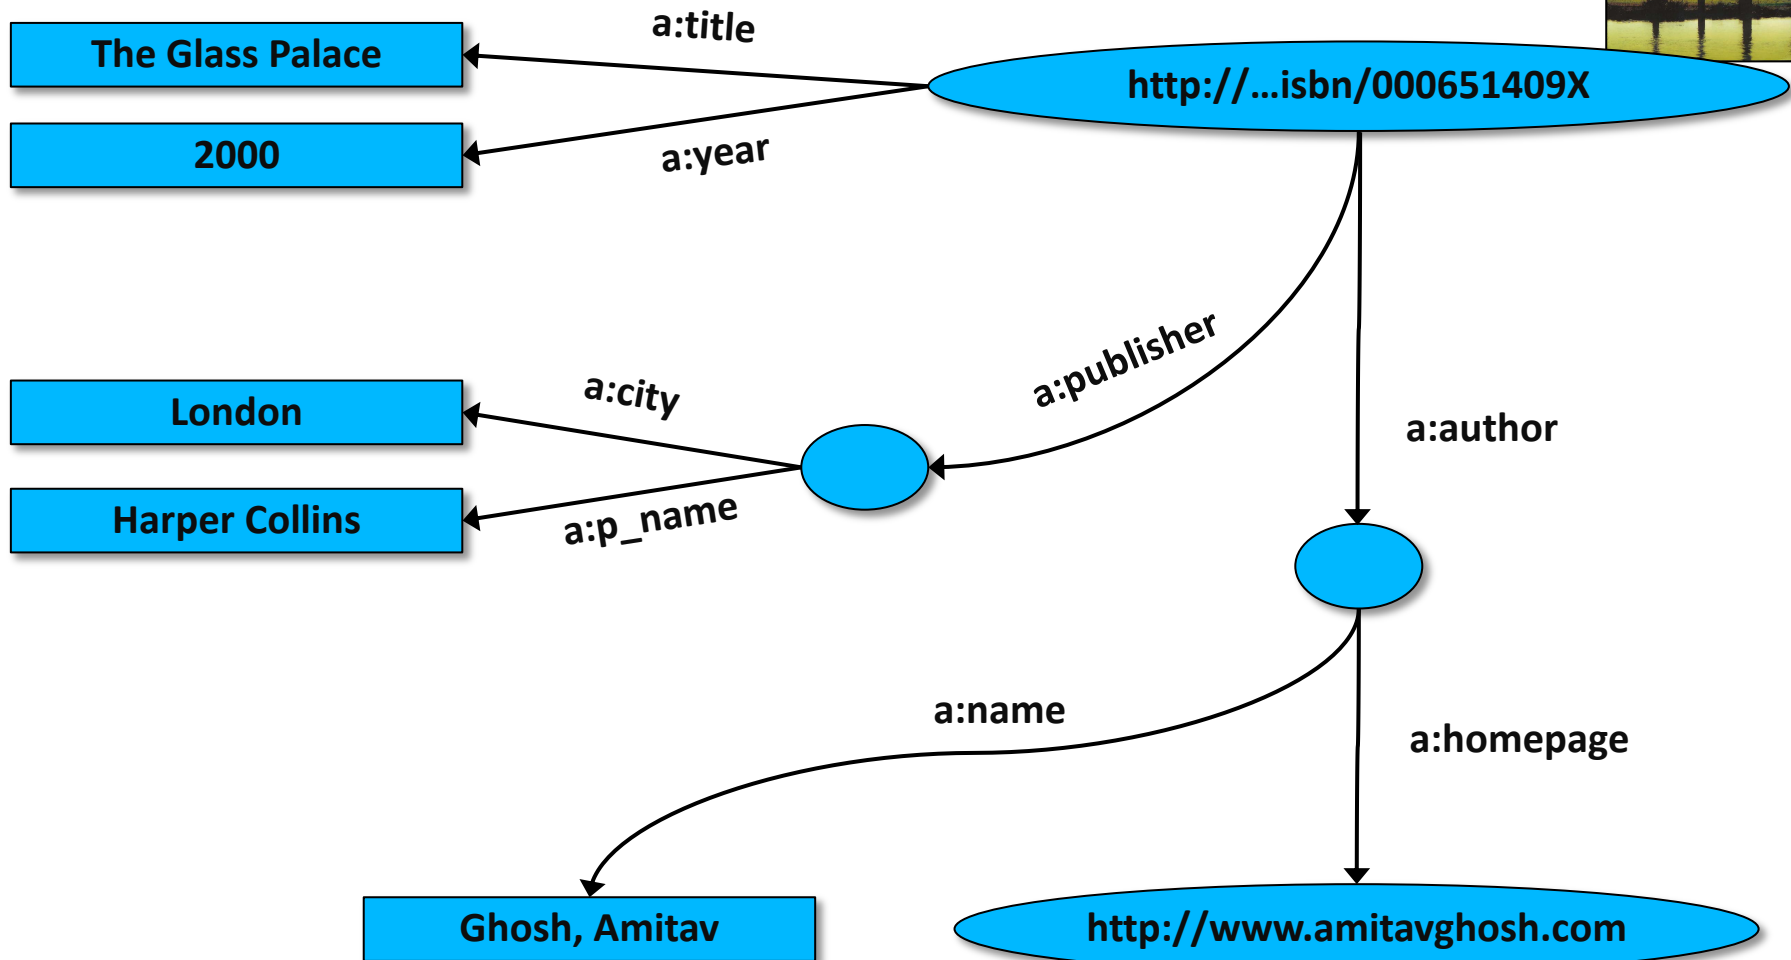 a:title
The Glass Palace
http://...isbn/000651409X
2000
a:year
a:publisher
a:city
London
a:author
Harper Collins
a:p_name
a:name
a:homepage
Ghosh, Amitav
http://www.amitavghosh.com